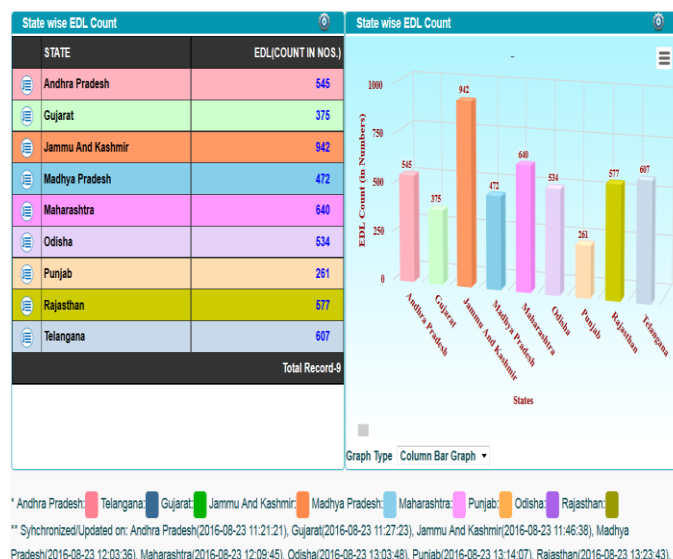 State wise EDL Count
STATE EDL(COUNT IN NOS.)
Andhra Pradesh 545
Gujarat 375
Jammu And Kashmir 942
Madhya Pradesh 472
Maharashtra 640
Odisha 534
Punjab 261
Rajasthan 577
Telangana 607
Total Record-9
State wise EDL Count
-
EDL Count (in Numbers)
1000
750
500
250
0
545
375
942
472
640
534
261
577
607
Andhra Pradesh
Gujarat
Jammu And Kashmir
Madhya Pradesh
Maharashtra
Odisha
Punjab
Rajasthan
Telangana
States
Graph Type Column Bar Graph
* Andhra Pradesh: Telangana: Gujarat: Jammu And Kashmir: Madhya Pradesh: Maharashtra: Punjab: Odisha: Rajasthan:
** Syhchronized/Updated on: Andhra Pradesh(2016-08-23 11:21:21), Gujarat(2016-08-23 11:27:23), Jammu And Kashmir(2016-08-23 11:46:38), Madhya
Pradesh(2016-08-23 12:03:36), Maharashtra(2016-08-23 12:09:45), Odisha(2016-08-23 13:03:48), Punjab(2016-08-23 13:14:07), Rajasthan(2016-08-23 13:23:43),